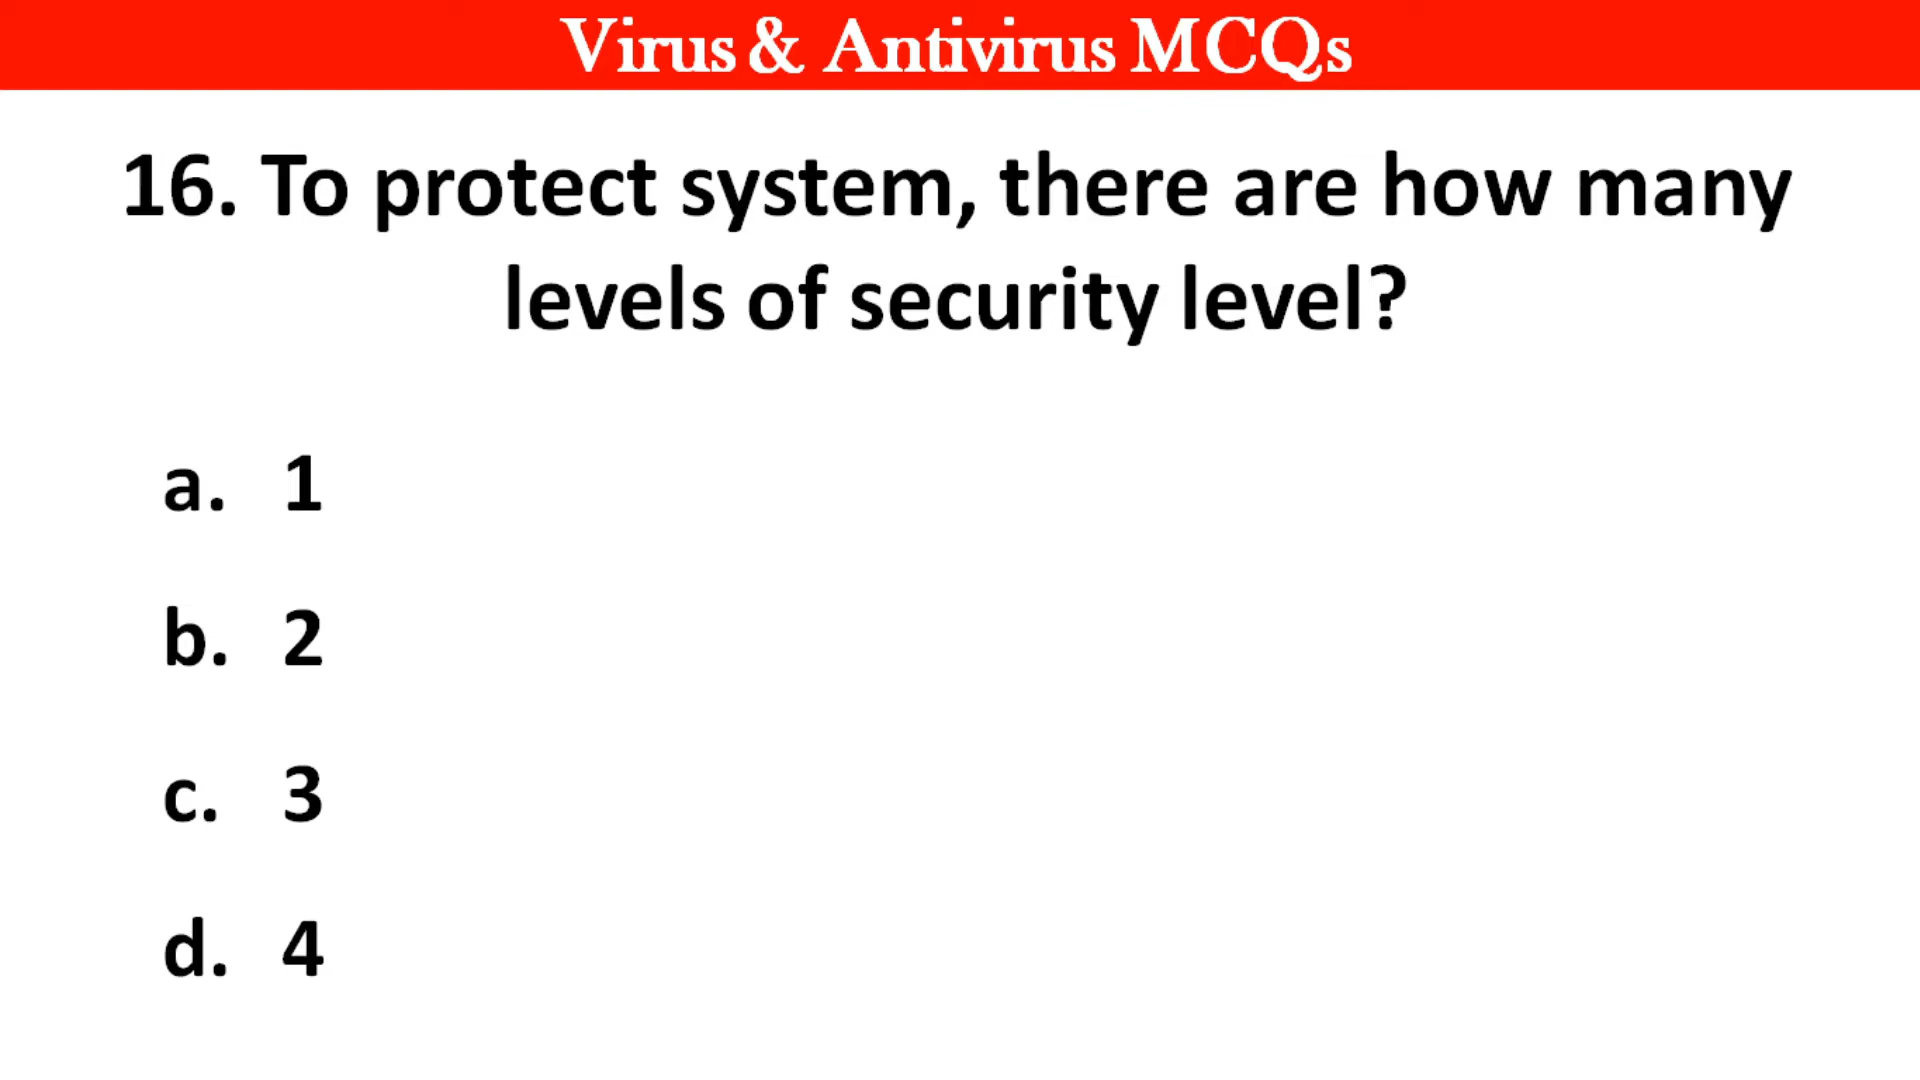 Virus & Antivirus MCQs
16. To protect system, there are how many
levels of security level?
a. 1
b. 2
c. 3
d. 4